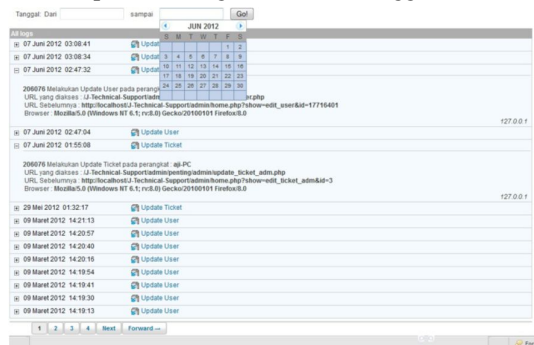 Tanggal: Dari sampai Go!
JUN 2012
S M T W T F S
1 2
3 4 5 6 7 8 9
10 11 12 13 14 15 16
17 18 19 20 21 22 23
24 25 26 27 28 29 30
All logs
07 Juni 2012 03:08:41 Updat
07 Juni 2012 03:08:34 Updat
07 Juni 2012 02:47:32 Updat
206076 Melakukan Update User pada perangk
URL yang diakses : /J-Technical-Support/adm er.php
URL Sebelumnya : http://localhost/J-Technical-Support/admin/home.php?show=edit_user&id=17716401
Browser : Mozilla/5.0 (Windows NT 6.1; rv:8.0) Gecko/20100101 Firefox/8.0
127.0.0.1
07 Juni 2012 02:47:04 Update User
07 Juni 2012 01:55:08 Update Ticket
206076 Melakukan Update Ticket pada perangkat : aji-PC
URL yang diakses : /J-Technical-Support/admin/penting/admin/update_ticket_adm.php
URL Sebelumnya : http://localhost/J-Technical-Support/admin/home.php?show=edit_ticket_adm&id=3
Browser : Mozilla/5.0 (Windows NT 6.1; rv:8.0) Gecko/20100101 Firefox/8.0
127.0.0.1
29 Mei 2012 01:32:17 Update Ticket
09 Maret 2012 14:21:13 Update User
09 Maret 2012 14:20:57 Update User
09 Maret 2012 14:20:40 Update User
09 Maret 2012 14:20:16 Update User
09 Maret 2012 14:19:54 Update User
09 Maret 2012 14:19:41 Update User
09 Maret 2012 14:19:30 Update User
09 Maret 2012 14:19:13 Update User
1 2 3 4 Next Forward →